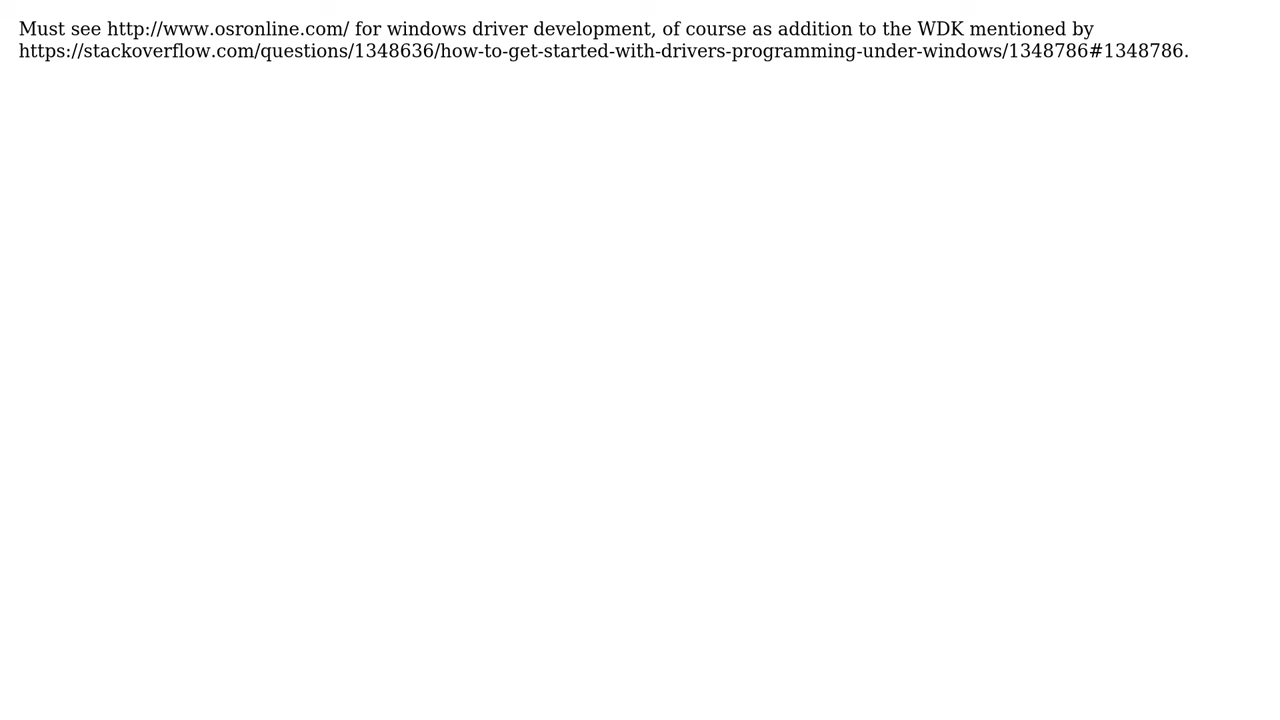 Must see http://www.osronline.com/ for windows driver development, of course as addition to the WDK mentioned by
https://stackoverflow.com/questions/1348636/how-to-get-started-with-drivers-programming-under-windows/1348786#1348786.